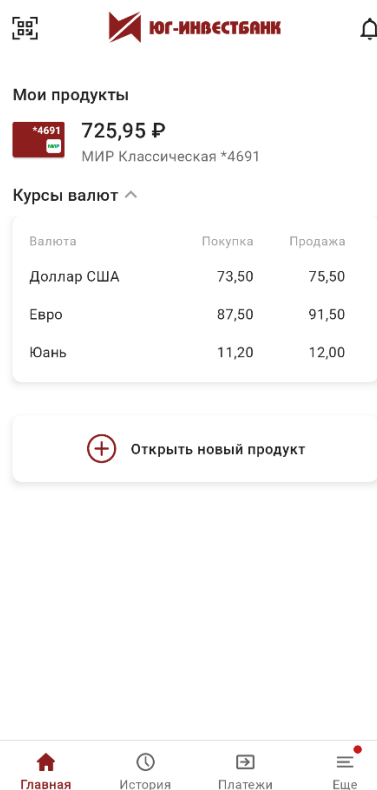 ЮГ-ИНВЕСТБАНК
Мои продукты
*4691
МИР
725,95 ₽
МИР Классическая *4691
Курсы валют
Валюта Покупка Продажа
Доллар США 73,50 75,50
Евро 87,50 91,50
Юань 11,20 12,00
Открыть новый продукт
Главная История Платежи Еще